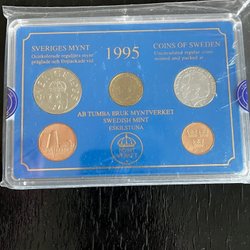 SVERIGES MYNT
1995
COINS OF SWEDEN
Ocirkulerade reguljära mynt
präglade och förpackade vid
Uncirculated regular coins
minted and packed at
AB TUMBA BRUK MYNTVERKET
SWEDISH MINT
ESKILSTUNA